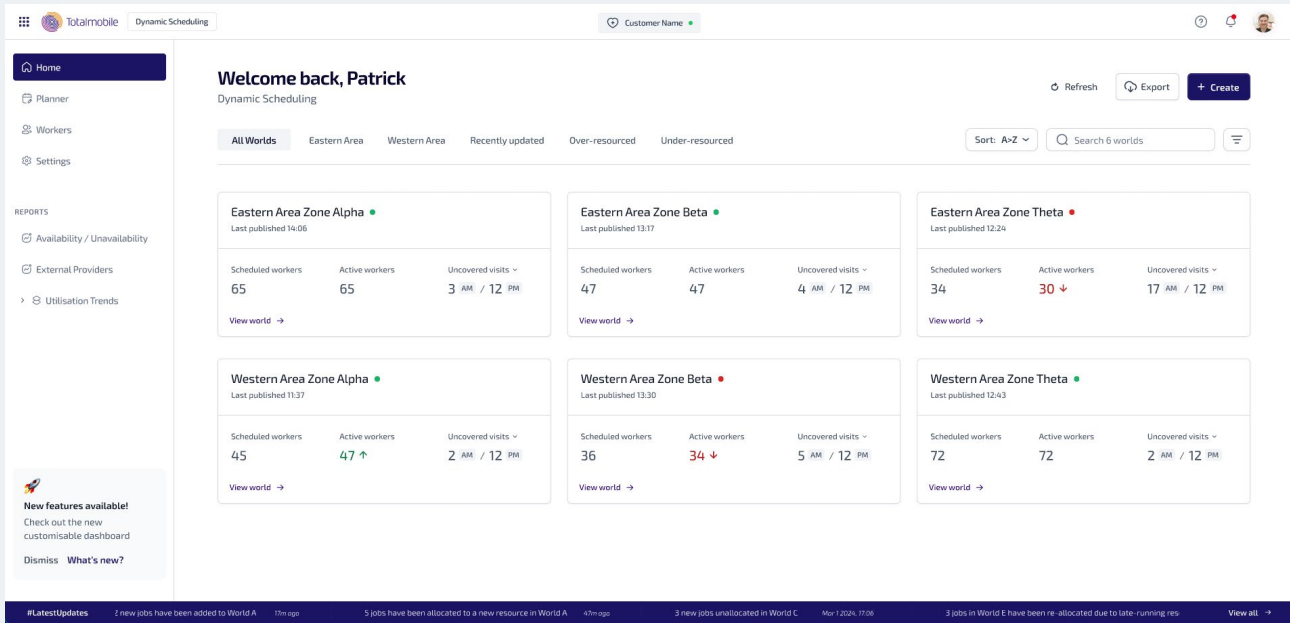 Totalmobile
Dynamic Scheduling
Customer Name
Home
Planner
Workers
Settings
REPORTS
Availability / Unavailability
External Providers
Utilisation Trends
New features available!
Check out the new
customisable dashboard
Dismiss What's new?
Welcome back, Patrick
Dynamic Scheduling
Refresh
Export
+ Create
All Worlds Eastern Area Western Area Recently updated Over-resourced Under-resourced
Sort: A>Z
Search 6 worlds
Eastern Area Zone Alpha
Last published 14:06
Scheduled workers Active workers Uncovered visits
65 65 3 AM / 12 PM
View world →
Eastern Area Zone Beta
Last published 13:17
Scheduled workers Active workers Uncovered visits
47 47 4 AM / 12 PM
View world →
Eastern Area Zone Theta
Last published 12:24
Scheduled workers Active workers Uncovered visits
34 30 ↓ 17 AM / 12 PM
View world →
Western Area Zone Alpha
Last published 11:37
Scheduled workers Active workers Uncovered visits
45 47 ↑ 2 AM / 12 PM
View world →
Western Area Zone Beta
Last published 13:30
Scheduled workers Active workers Uncovered visits
36 34 ↓ 5 AM / 12 PM
View world →
Western Area Zone Theta
Last published 12:43
Scheduled workers Active workers Uncovered visits
72 72 2 AM / 12 PM
View world →
#LatestUpdates
2 new jobs have been added to World A 17m ago
5 jobs have been allocated to a new resource in World A 47m ago
3 new jobs unallocated in World C Mar 1 2024, 17:06
3 jobs in World E have been re-allocated due to late-running res
View all →